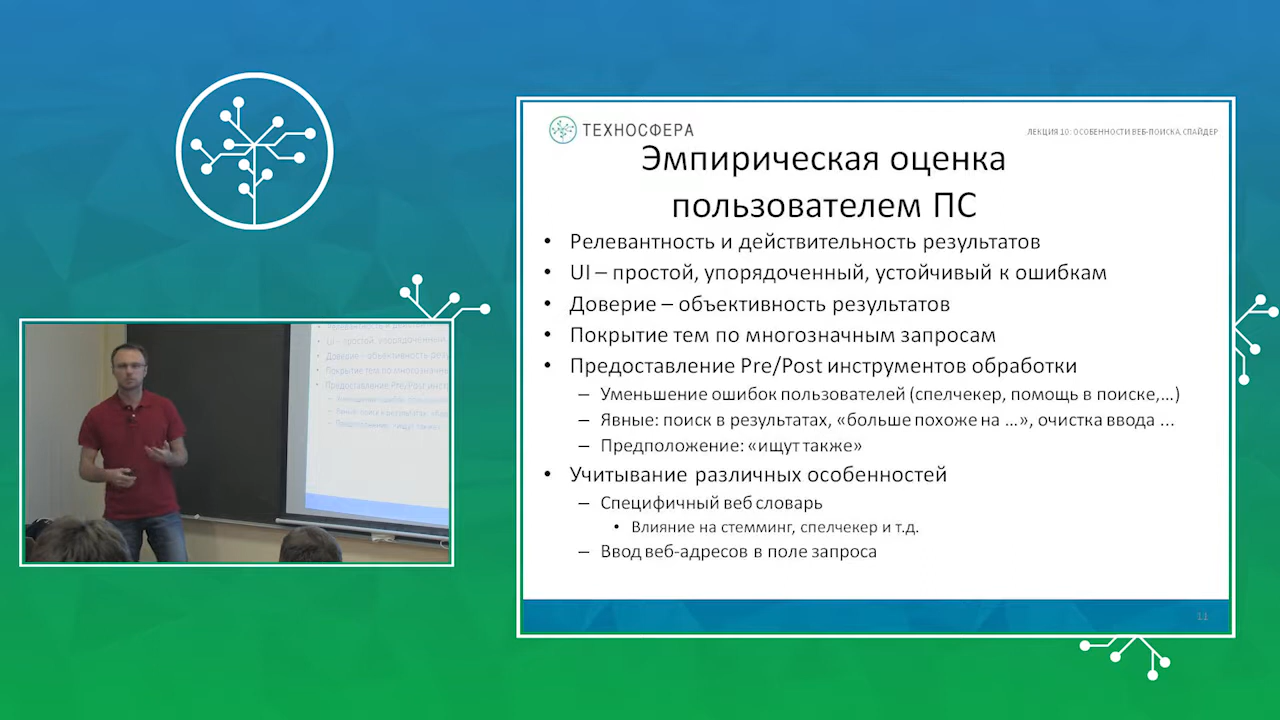 ТЕХНОСФЕРА
ЛЕКЦИЯ 10: ОСОБЕННОСТИ ВЕБ-ПОИСКА, СПАЙДЕР
Эмпирическая оценка
пользователем ПС
• Релевантность и действительность результатов
• UI – простой, упорядоченный, устойчивый к ошибкам
• Доверие – объективность результатов
• Покрытие тем по многозначным запросам
• Предоставление Pre/Post инструментов обработки
– Уменьшение ошибок пользователей (спелчекер, помощь в поиске,…)
– Явные: поиск в результатах, «больше похоже на …», очистка ввода …
– Предположение: «ищут также»
• Учитывание различных особенностей
– Специфичный веб словарь
• Влияние на стемминг, спелчекер и т.д.
– Ввод веб-адресов в поле запроса
11